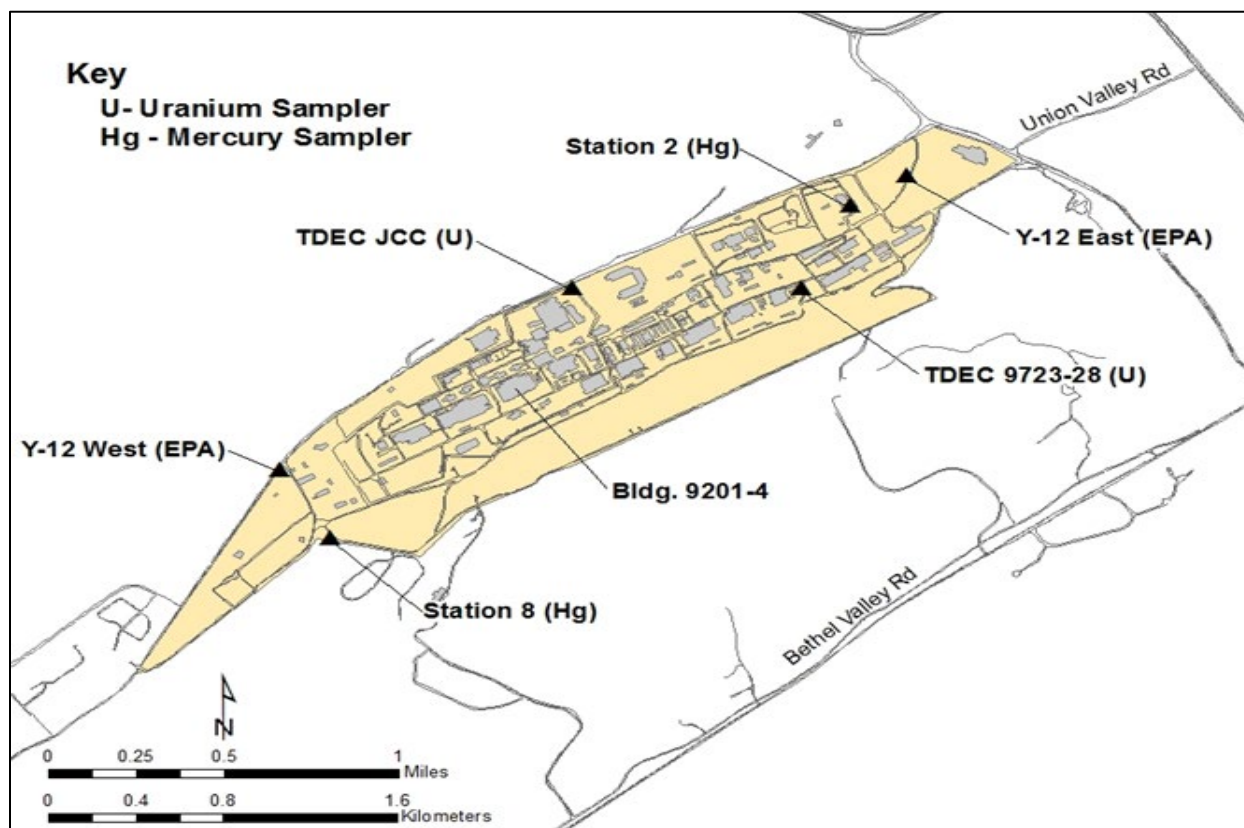 Key
U- Uranium Sampler
Hg - Mercury Sampler
Union Valley Rd
Station 2 (Hg)
TDEC JCC (U)
Y-12 East (EPA)
TDEC 9723-28 (U)
Y-12 West (EPA)
Bldg. 9201-4
Station 8 (Hg)
Bethel Valley Rd
N
0 0.25 0.5 1
Miles
0 0.4 0.8 1.6
Kilometers